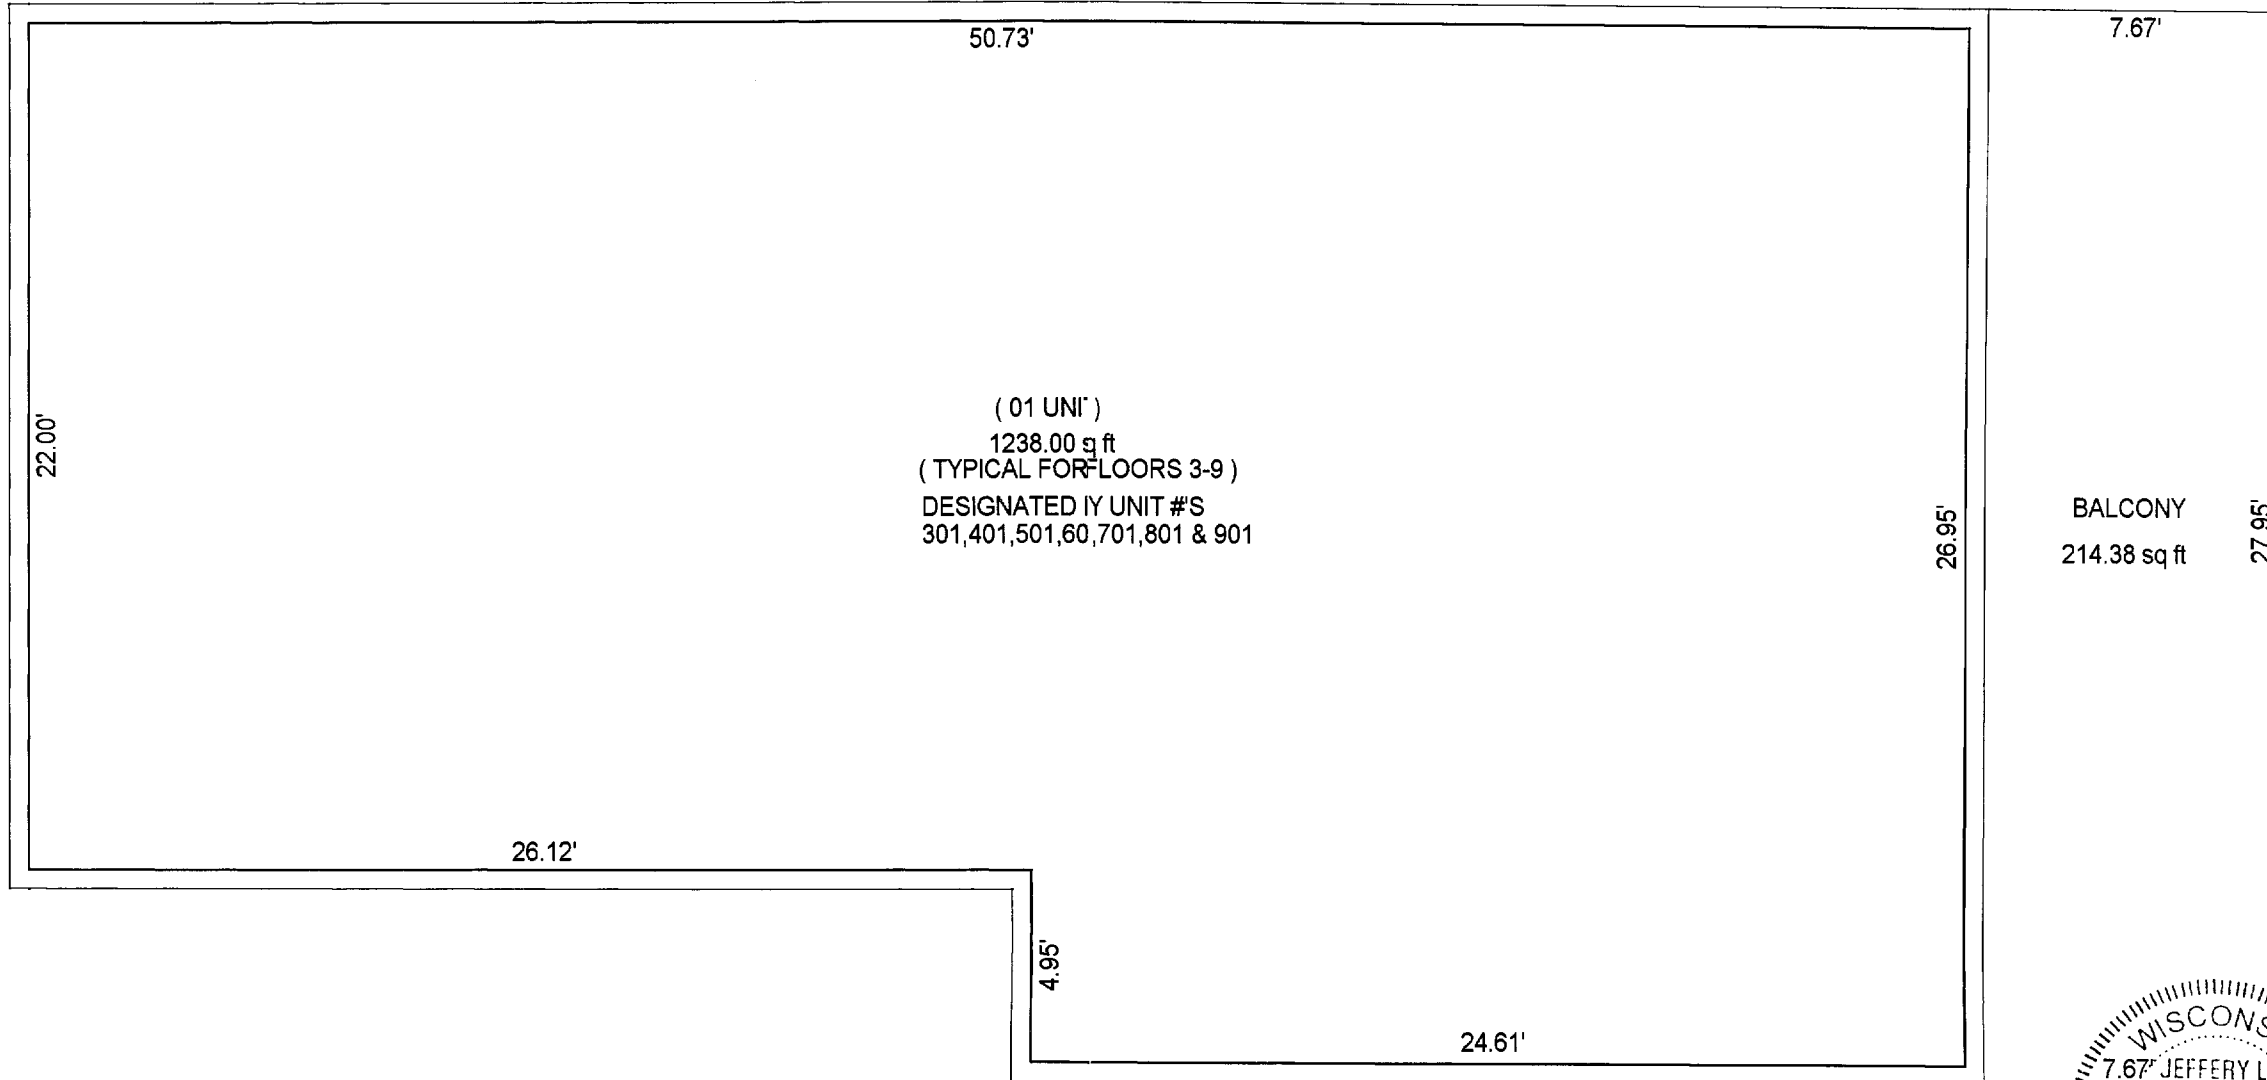 50.73'
7.67'
22.00'
( 01 UNI )
1238.00 q ft
( TYPICAL FOR FLOORS 3-9 )
DESIGNATED IY UNIT #'S
301,401,501,60,701,801 & 901
26.95'
BALCONY
214.38 sq ft
27.95'
26.12'
4.95'
24.61'
WISCONS
7.67' JEFFERY L